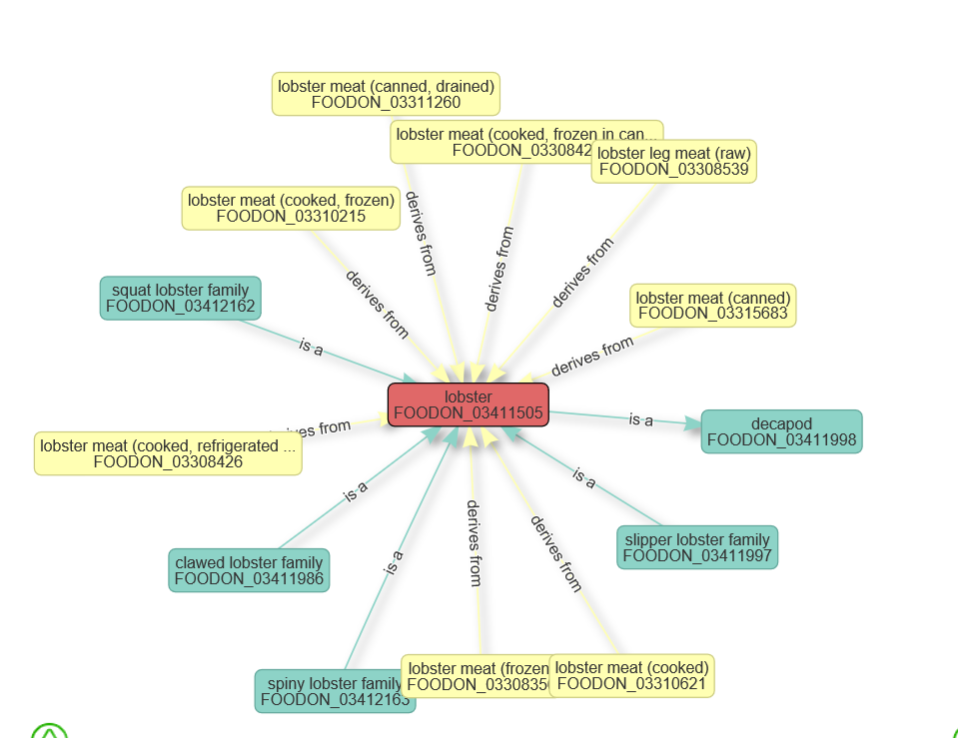 lobster meat (canned, drained)
FOODON_03311260
lobster meat (cooked, frozen in can...
FOODON_0330842
lobster leg meat (raw)
FOODON_03308539
lobster meat (cooked, frozen)
FOODON_03310215
derives from
derives from
derives from
derives from
squat lobster family
FOODON_03412162
lobster meat (canned)
FOODON_03315683
is a
derives from
lobster
FOODON_03411505
is a
decapod
FOODON_03411998
lobster meat (cooked, refrigerated ...
FOODON_03308426
from
is a
is a
derives from
derives from
is a
slipper lobster family
FOODON_03411997
clawed lobster family
FOODON_03411986
spiny lobster family
FOODON_03412163
lobster meat (frozen
FOODON_0330835
lobster meat (cooked)
FOODON_03310621